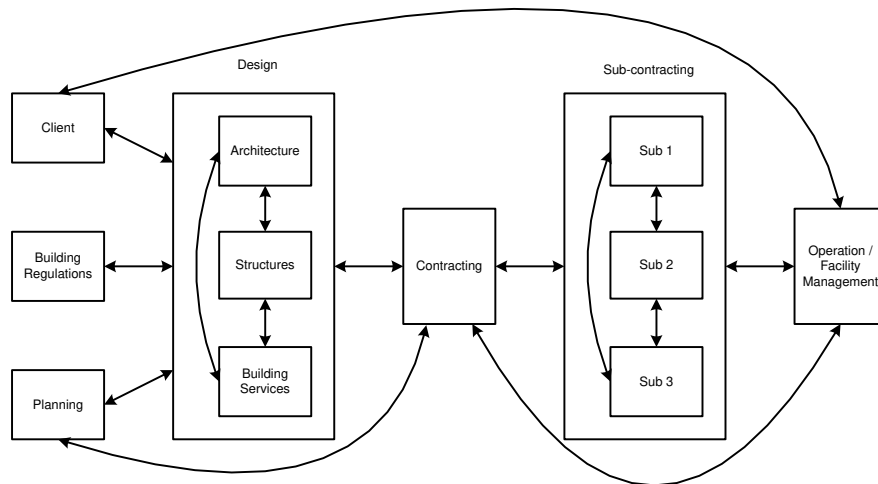 Design
Sub-contracting
Client
Architecture
Sub 1
Building
Regulations
Structures
Contracting
Sub 2
Operation /
Facility
Management
Planning
Building
Services
Sub 3